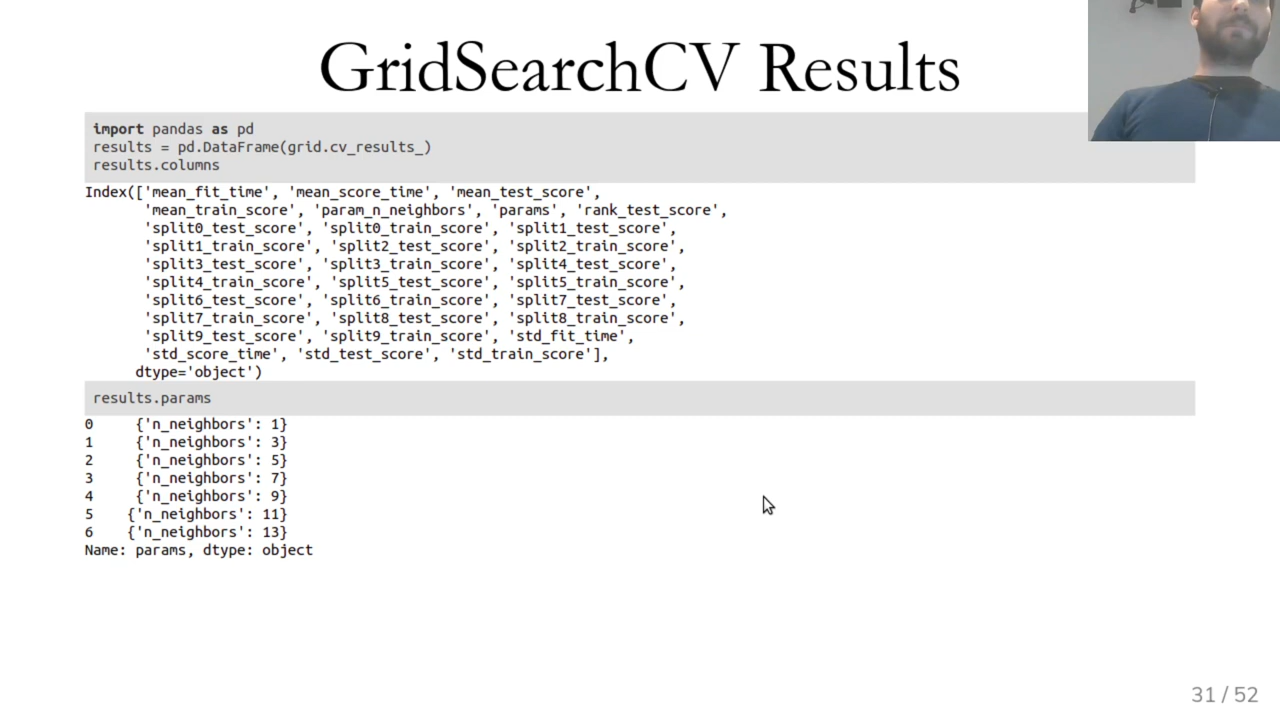 GridSearchCV Results
import pandas as pd
results = pd.DataFrame(grid.cv_results_)
results.columns
Index(['mean_fit_time', 'mean_score_time', 'mean_test_score',
'mean_train_score', 'param_n_neighbors', 'params', 'rank_test_score',
'split0_test_score', 'split0_train_score', 'split1_test_score',
'split1_train_score', 'split2_test_score', 'split2_train_score',
'split3_test_score', 'split3_train_score', 'split4_test_score',
'split4_train_score', 'split5_test_score', 'split5_train_score',
'split6_test_score', 'split6_train_score', 'split7_test_score',
'split7_train_score', 'split8_test_score', 'split8_train_score',
'split9_test_score', 'split9_train_score', 'std_fit_time',
'std_score_time', 'std_test_score', 'std_train_score'],
dtype='object')
results.params
0 {'n_neighbors': 1}
1 {'n_neighbors': 3}
2 {'n_neighbors': 5}
3 {'n_neighbors': 7}
4 {'n_neighbors': 9}
5 {'n_neighbors': 11}
6 {'n_neighbors': 13}
Name: params, dtype: object
31 / 52